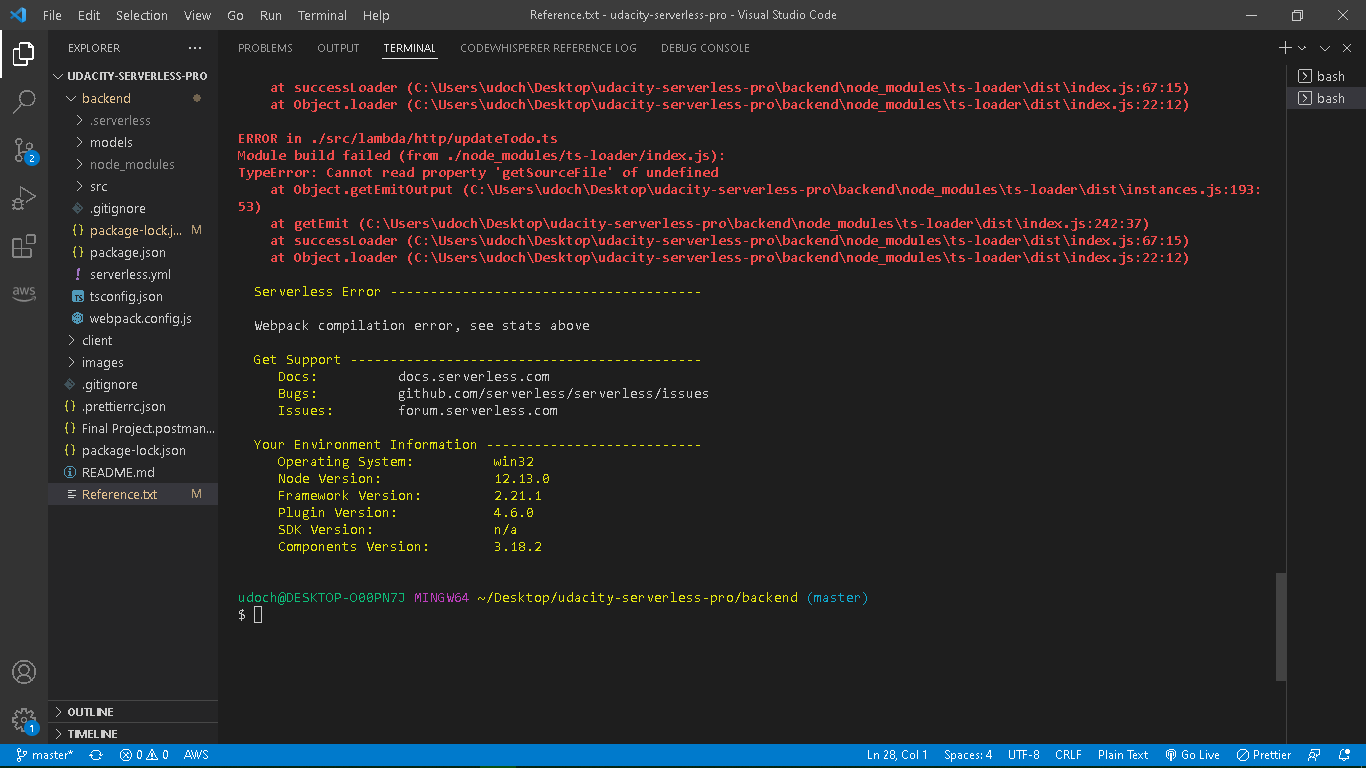 File Edit Selection View Go Run Terminal Help Reference.txt - udacity-serverless-pro - Visual Studio Code
EXPLORER
UDACITY-SERVERLESS-PRO
backend
.serverless
models
node_modules
src
.gitignore
package-lock.j... M
package.json
serverless.yml
TS tsconfig.json
webpack.config.js
client
images
.gitignore
.prettierrc.json
Final Project.postman...
package-lock.json
README.md
Reference.txt M
OUTLINE
TIMELINE
2
aws
1
PROBLEMS OUTPUT TERMINAL CODEWHISPERER REFERENCE LOG DEBUG CONSOLE
at successLoader (C:\Users\udoch\Desktop\udacity-serverless-pro\backend\node_modules\ts-loader\dist\index.js:67:15)
at Object.loader (C:\Users\udoch\Desktop\udacity-serverless-pro\backend\node_modules\ts-loader\dist\index.js:22:12)
ERROR in ./src/lambda/http/updateTodo.ts
Module build failed (from ./node_modules/ts-loader/index.js):
TypeError: Cannot read property 'getSourceFile' of undefined
at Object.getEmitOutput (C:\Users\udoch\Desktop\udacity-serverless-pro\backend\node_modules\ts-loader\dist\instances.js:193:
53)
at getEmit (C:\Users\udoch\Desktop\udacity-serverless-pro\backend\node_modules\ts-loader\dist\index.js:242:37)
at successLoader (C:\Users\udoch\Desktop\udacity-serverless-pro\backend\node_modules\ts-loader\dist\index.js:67:15)
at Object.loader (C:\Users\udoch\Desktop\udacity-serverless-pro\backend\node_modules\ts-loader\dist\index.js:22:12)
Serverless Error ---------------------------------------
Webpack compilation error, see stats above
Get Support --------------------------------------------
Docs: docs.serverless.com
Bugs: github.com/serverless/serverless/issues
Issues: forum.serverless.com
Your Environment Information ---------------------------
Operating System: win32
Node Version: 12.13.0
Framework Version: 2.21.1
Plugin Version: 4.6.0
SDK Version: n/a
Components Version: 3.18.2
udoch@DESKTOP-O00PN7J MINGW64 ~/Desktop/udacity-serverless-pro/backend (master)
$
bash
bash
master* 0 0 AWS Ln 28, Col 1 Spaces: 4 UTF-8 CRLF Plain Text Go Live Prettier